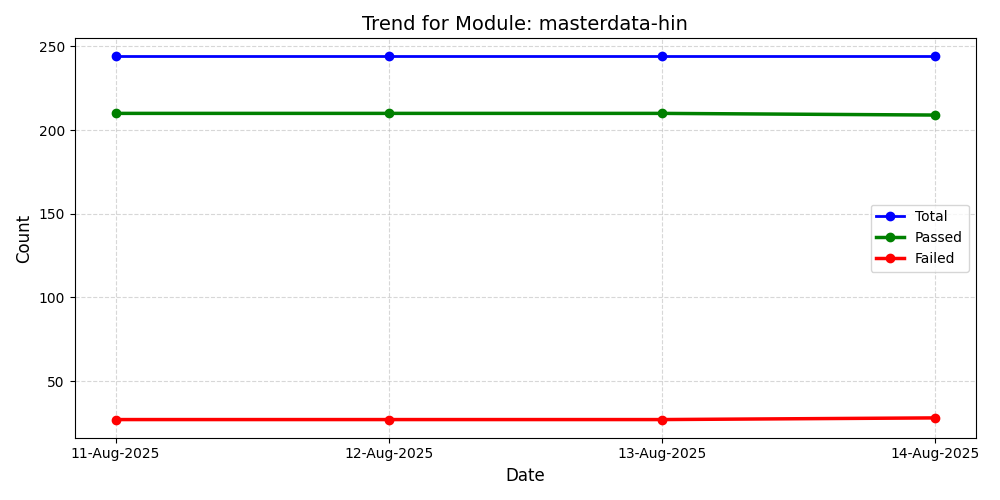 Trend for Module: masterdata-hin
250
200
150
100
50
Count
Total
Passed
Failed
11-Aug-2025
12-Aug-2025
13-Aug-2025
14-Aug-2025
Date